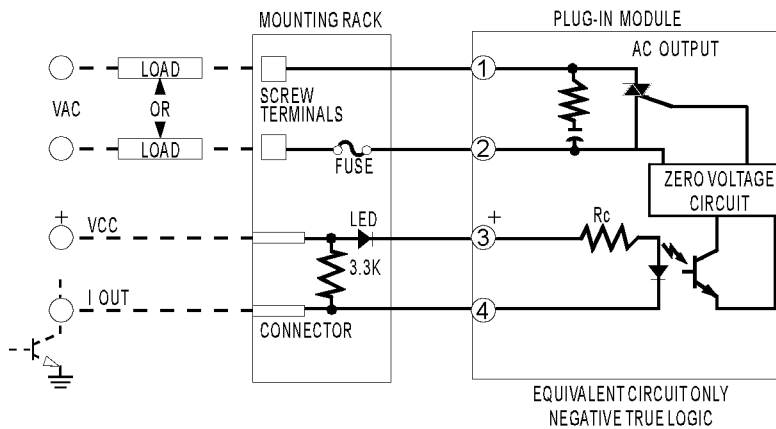 MOUNTING RACK
PLUG-IN MODULE
AC OUTPUT
LOAD
1
VAC
OR
SCREW
TERMINALS
LOAD
FUSE
2
ZERO VOLTAGE
CIRCUIT
+
VCC
LED
3
+
Rc
3.3K
I OUT
4
CONNECTOR
EQUIVALENT CIRCUIT ONLY
NEGATIVE TRUE LOGIC